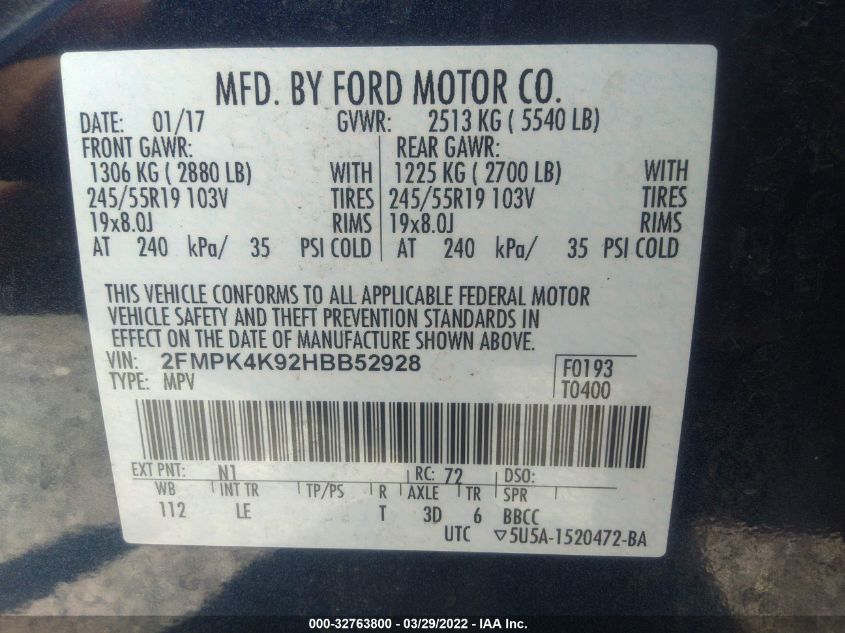 MFD. BY FORD MOTOR CO.
DATE: 01/17 GVWR: 2513 KG ( 5540 LB)
FRONT GAWR: REAR GAWR:
1306 KG ( 2880 LB) WITH 1225 KG ( 2700 LB) WITH
245/55R19 103V TIRES 245/55R19 103V TIRES
19x8.0J RIMS 19x8.0J RIMS
AT 240 kPa/ 35 PSI COLD AT 240 kPa/ 35 PSI COLD
THIS VEHICLE CONFORMS TO ALL APPLICABLE FEDERAL MOTOR
VEHICLE SAFETY AND THEFT PREVENTION STANDARDS IN
EFFECT ON THE DATE OF MANUFACTURE SHOWN ABOVE.
VIN: 2FMPK4K92HBB52928 F0193
TYPE: MPV T0400
EXT PNT: N1 RC: 72 DSO:
WB INT TR TP/PS R AXLE TR SPR
112 LE T 3D 6 BBCC
UTC ▽5U5A-1520472-BA
000-32763800 - 03/29/2022 - IAA Inc.